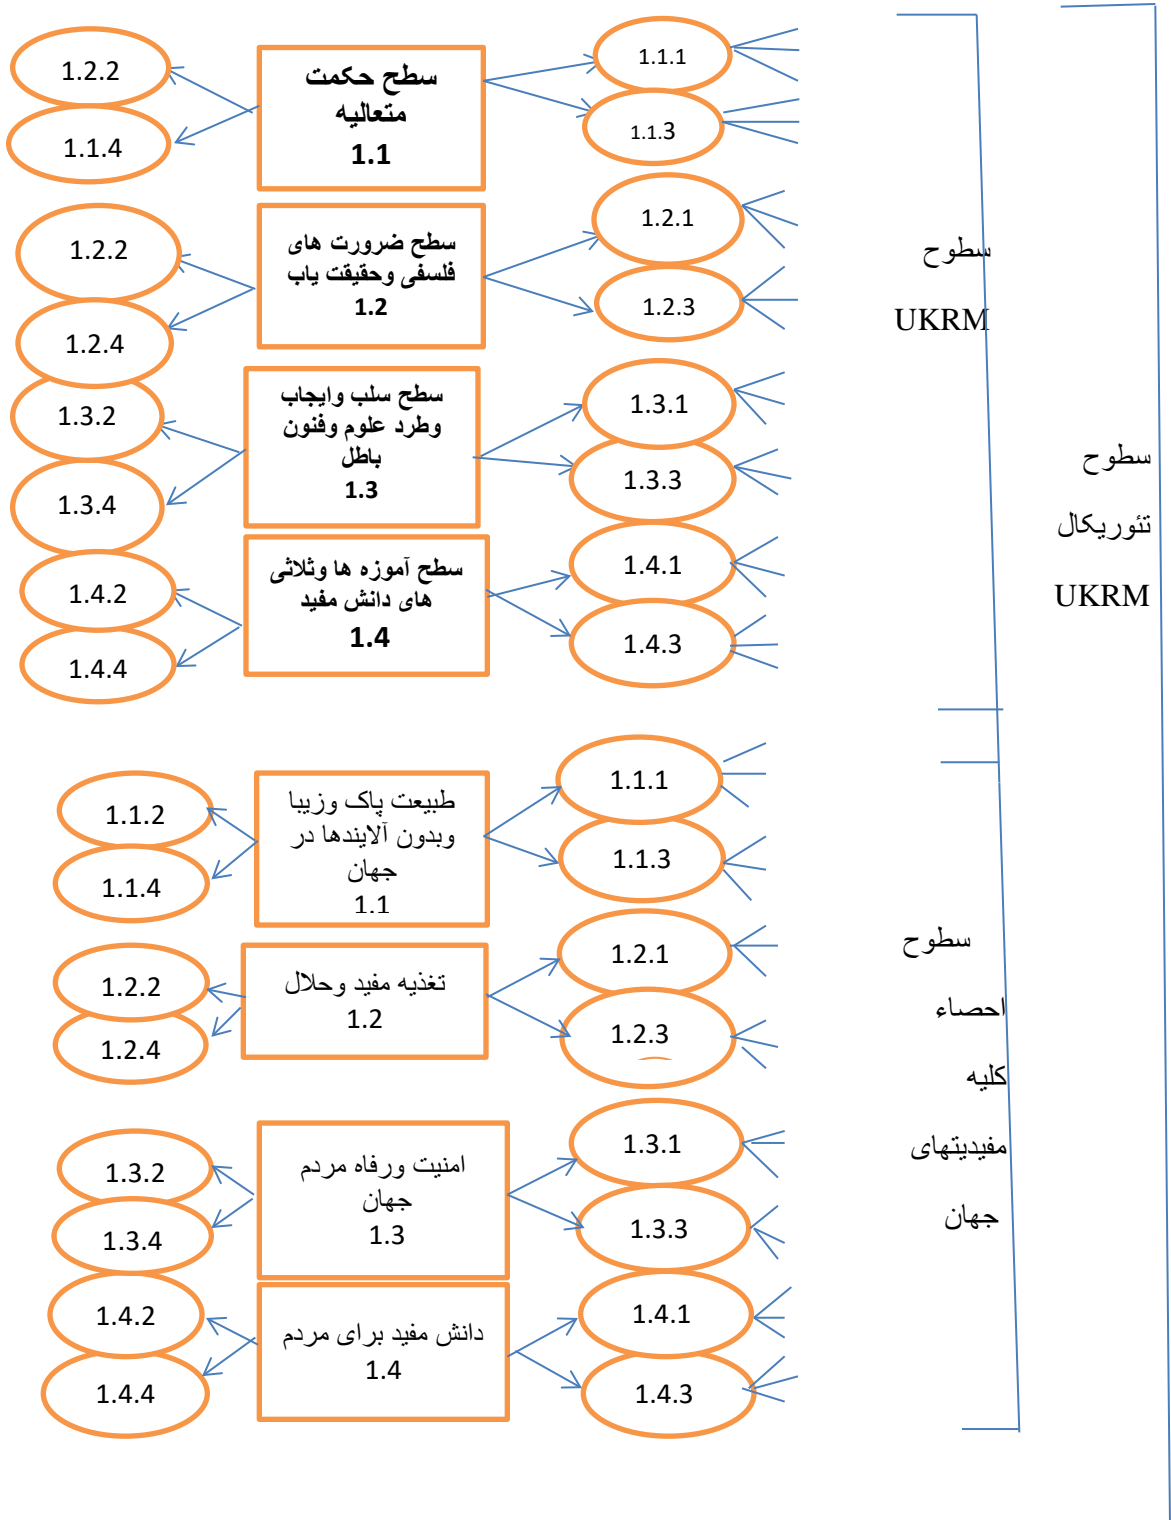 1.2.2
1.1.4
سطح حکمت
متعالیه
1.1
1.1.1
1.1.3
1.2.2
1.2.4
سطح ضرورت های
فلسفی وحقیقت یاب
1.2
1.2.1
1.2.3
سطوح
UKRM
1.3.2
1.3.4
سطح سلب وایجاب
وطرد علوم وفنون
باطل
1.3
1.3.1
1.3.3
سطوح
تئوریکال
UKRM
1.4.2
1.4.4
سطح آموزه ها وثلاثی
های دانش مفید
1.4
1.4.1
1.4.3
1.1.2
1.1.4
طبیعت پاک وزیبا
وبدون آلایندها در
جهان
1.1
1.1.1
1.1.3
1.2.2
1.2.4
تغذیه مفید وحلال
1.2
1.2.1
1.2.3
سطوح
احصاء
کلیه
مفیدیتهای
جهان
1.3.2
1.3.4
امنیت ورفاه مردم
جهان
1.3
1.3.1
1.3.3
1.4.2
1.4.4
دانش مفید برای مردم
1.4
1.4.1
1.4.3